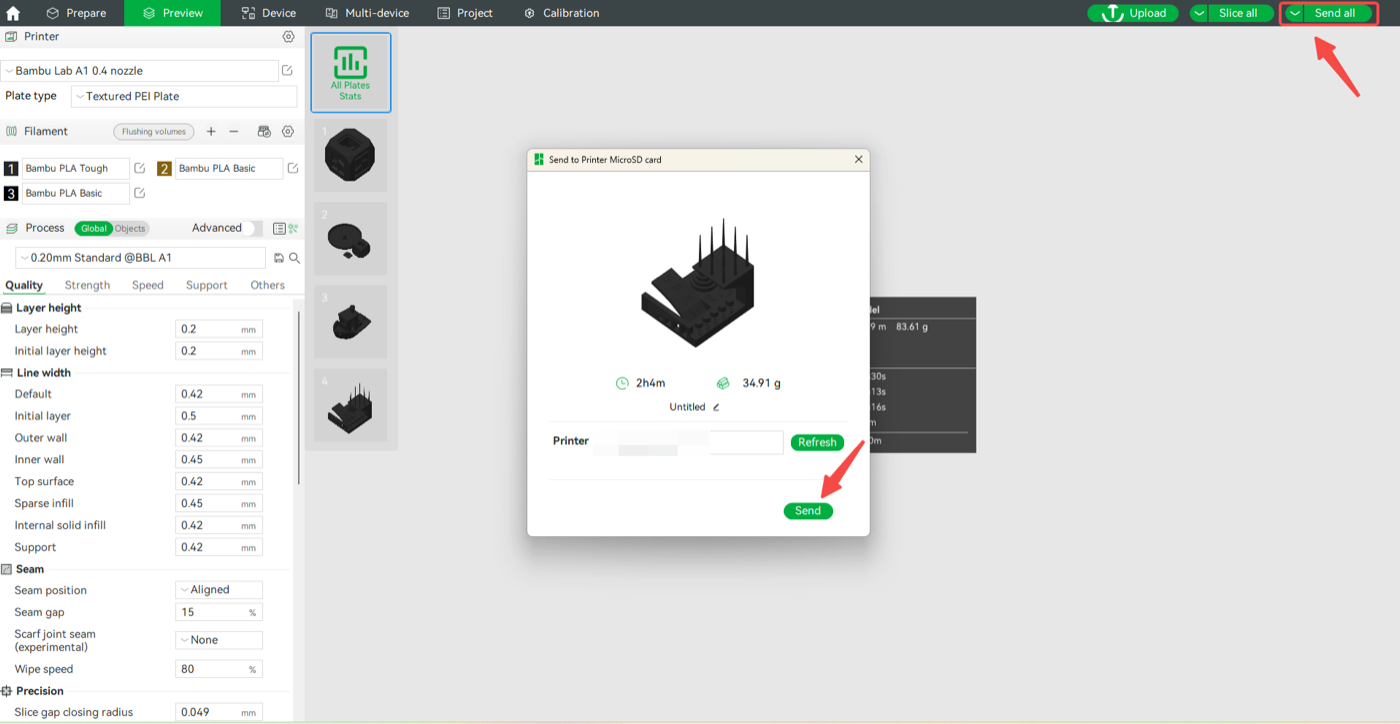 Prepare
Preview
Device
Multi-device
Project
Calibration
Upload
Slice all
Send all
Printer
Bambu Lab A1 0.4 nozzle
Plate type
Textured PEI Plate
Filament
Flushing volumes
1 Bambu PLA Tough
2 Bambu PLA Basic
3 Bambu PLA Basic
Process
Global
Objects
Advanced
0.20mm Standard @BBL A1
Quality
Strength
Speed
Support
Others
Layer height
Layer height 0.2 mm
Initial layer height 0.2 mm
Line width
Default 0.42 mm
Initial layer 0.5 mm
Outer wall 0.42 mm
Inner wall 0.45 mm
Top surface 0.42 mm
Sparse infill 0.45 mm
Internal solid infill 0.42 mm
Support 0.42 mm
Seam
Seam position Aligned
Seam gap 15 %
Scarf joint seam
(experimental) None
Wipe speed 80 %
Precision
Slice gap closing radius 0.049 mm
All Plates
Stats
1
2
3
4
Send to Printer MicroSD card
2h4m
34.91 g
Untitled
Printer
Refresh
Send
del
9 m 83.61 g
30s
13s
16s
m
0m